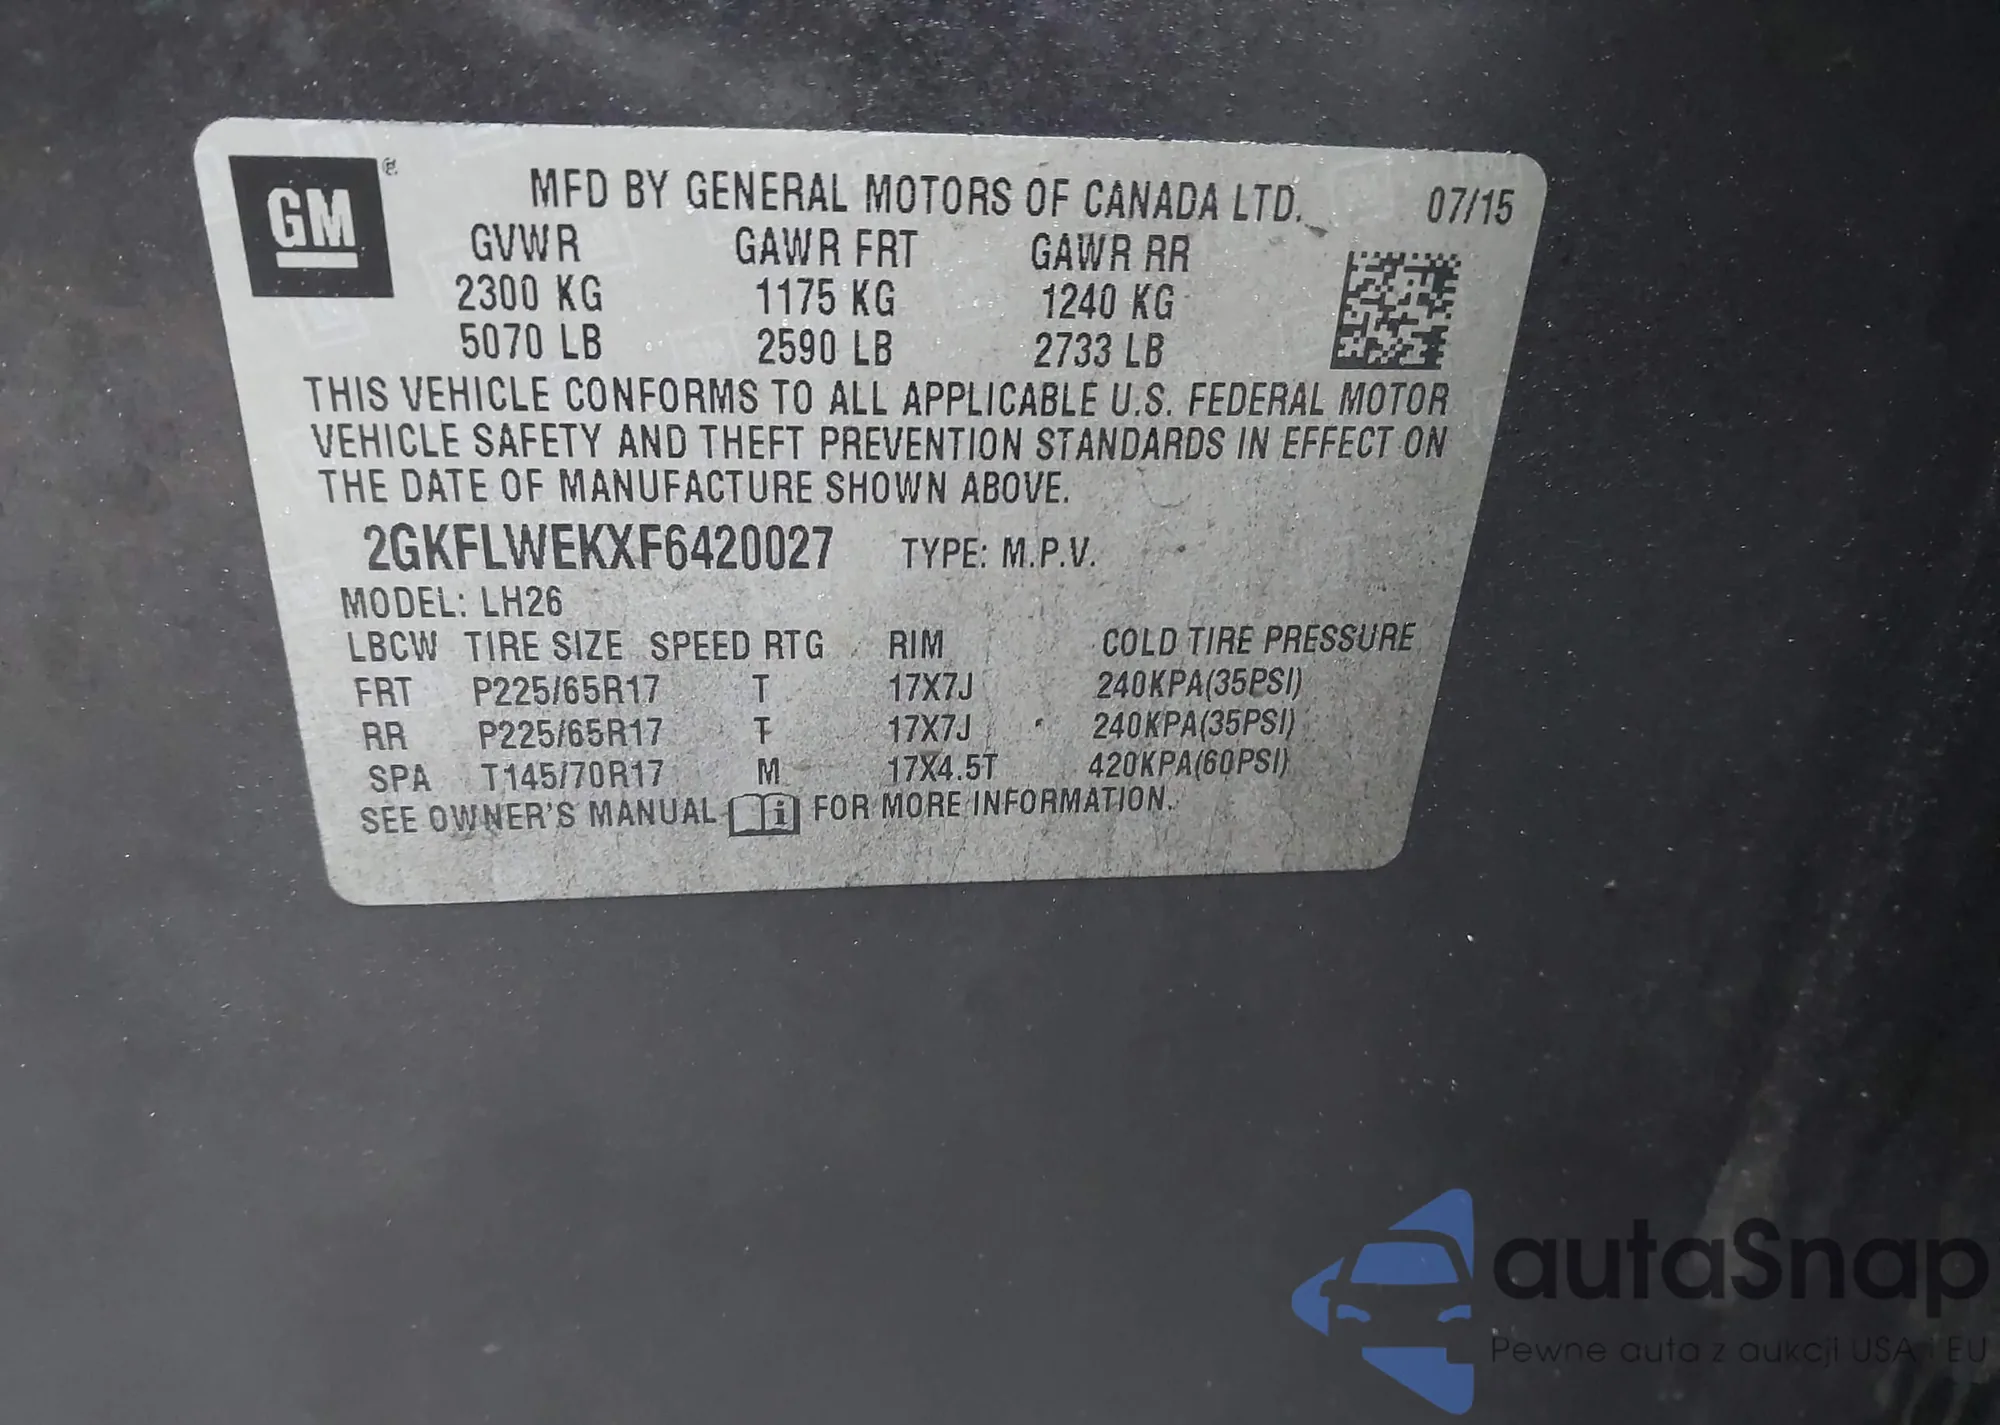 GM ®
MFD BY GENERAL MOTORS OF CANADA LTD. 07/15
GVWR GAWR FRT GAWR RR
2300 KG 1175 KG 1240 KG
5070 LB 2590 LB 2733 LB
THIS VEHICLE CONFORMS TO ALL APPLICABLE U.S. FEDERAL MOTOR
VEHICLE SAFETY AND THEFT PREVENTION STANDARDS IN EFFECT ON
THE DATE OF MANUFACTURE SHOWN ABOVE.
2GKFLWEKXF6420027 TYPE: M.P.V.
MODEL: LH26
LBCW TIRE SIZE SPEED RTG RIM COLD TIRE PRESSURE
FRT P225/65R17 T 17X7J 240KPA(35PSI)
RR P225/65R17 T 17X7J 240KPA(35PSI)
SPA T145/70R17 M 17X4.5T 420KPA(60PSI)
SEE OWNER'S MANUAL i FOR MORE INFORMATION.
autaSnap
Pewne auta z aukcji USA i EU